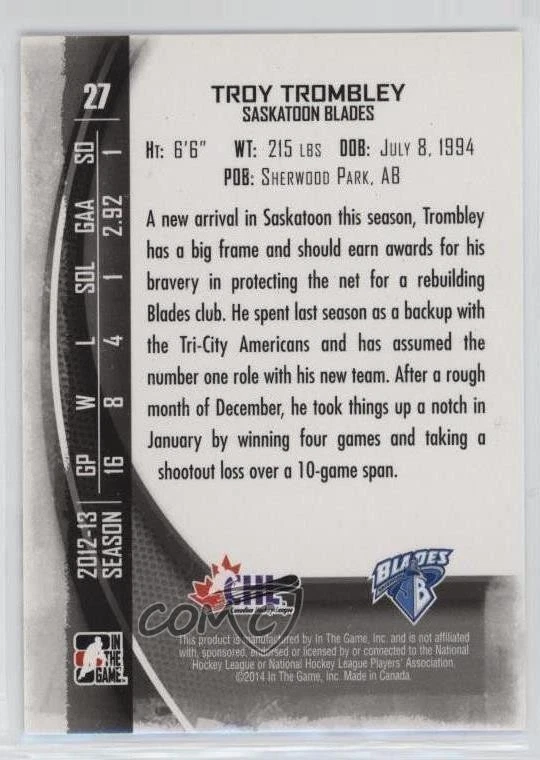 27
TROY TROMBLEY
SASKATOON BLADES
HT: 6'6" WT: 215 LBS DOB: JULY 8, 1994
POB: SHERWOOD PARK, AB
A new arrival in Saskatoon this season, Trombley
has a big frame and should earn awards for his
bravery in protecting the net for a rebuilding
Blades club. He spent last season as a backup with
the Tri-City Americans and has assumed the
number one role with his new team. After a rough
month of December, he took things up a notch in
January by winning four games and taking a
shootout loss over a 10-game span.
2012-13 GP W L SOL GAA SO
SEASON 16 8 4 1 2.92 1
CHL
BLADES
SB
COMC
IN
THE
GAME
This product is manufactured by In The Game, Inc. and is not affiliated
with, sponsored, endorsed or licensed by or connected to the National
Hockey League or National Hockey League Players' Association.
©2014 In The Game, Inc. Made in Canada.